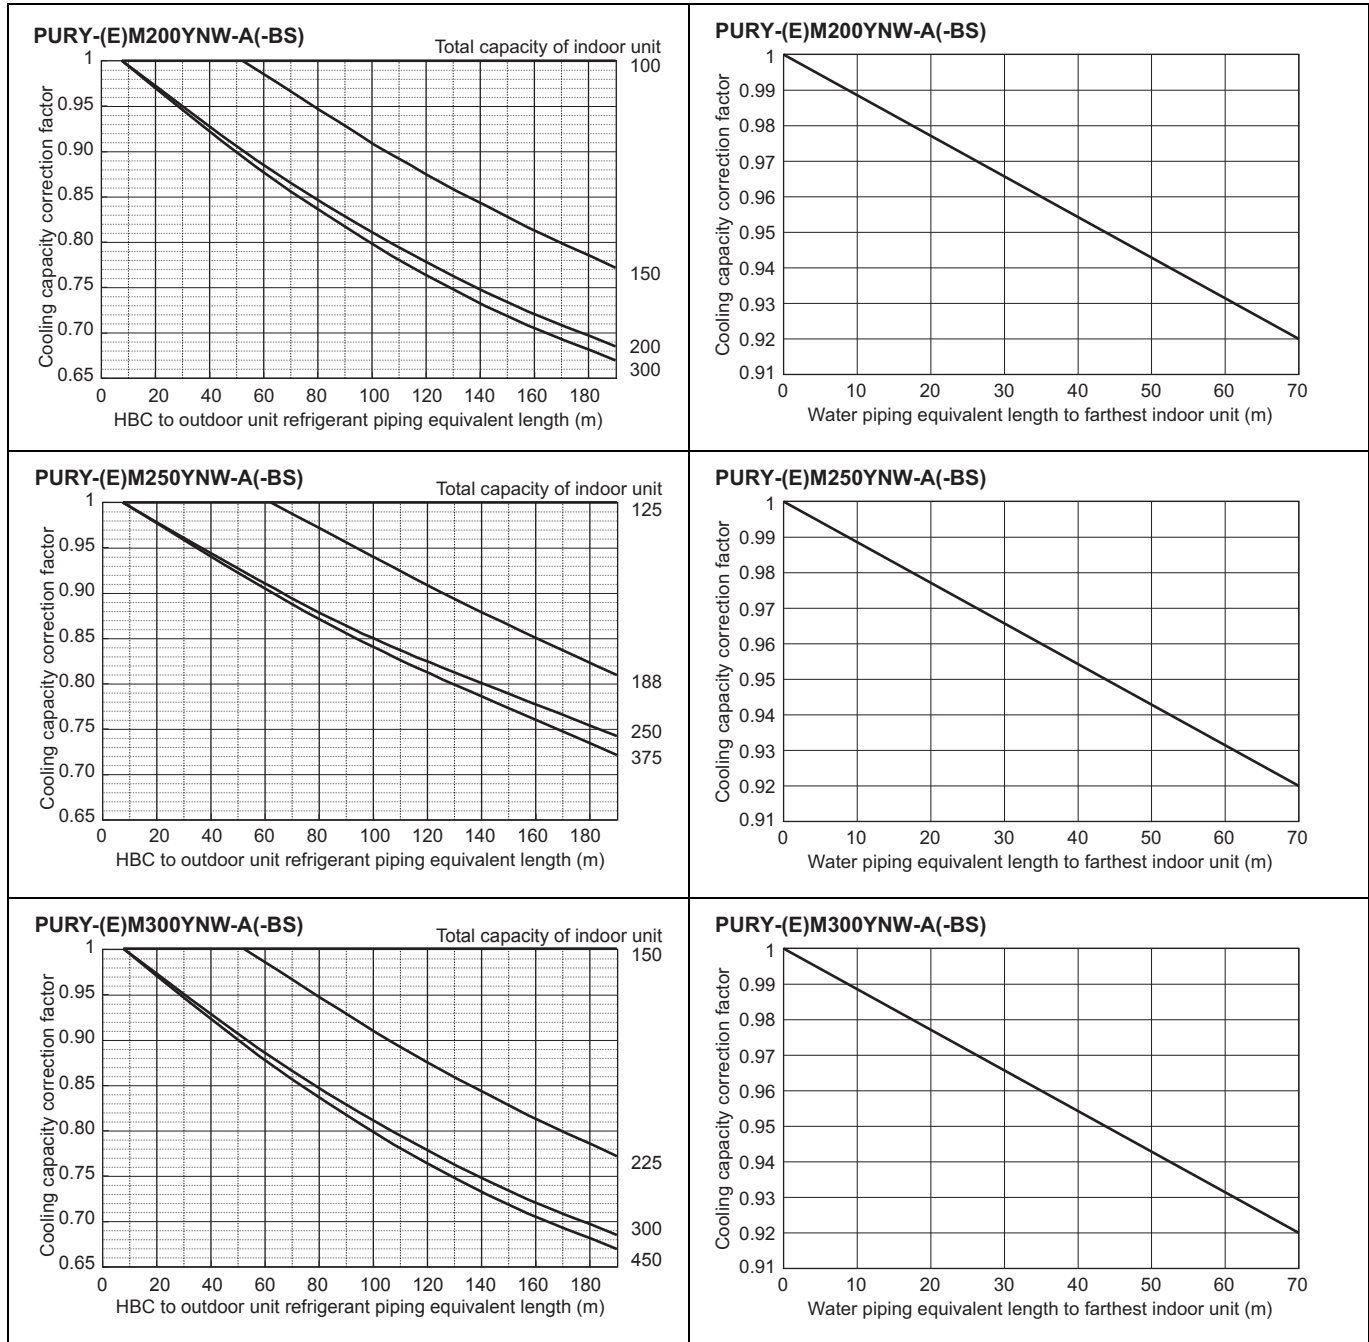 PURY-(E)M200YNW-A(-BS)
Total capacity of indoor unit
Cooling capacity correction factor
1
0.95
0.90
0.85
0.80
0.75
0.70
0.65
100
150
200
300
0 20 40 60 80 100 120 140 160 180
HBC to outdoor unit refrigerant piping equivalent length (m)
PURY-(E)M200YNW-A(-BS)
Cooling capacity correction factor
1
0.99
0.98
0.97
0.96
0.95
0.94
0.93
0.92
0.91
0 10 20 30 40 50 60 70
Water piping equivalent length to farthest indoor unit (m)
PURY-(E)M250YNW-A(-BS)
Total capacity of indoor unit
Cooling capacity correction factor
1
0.95
0.90
0.85
0.80
0.75
0.70
0.65
125
188
250
375
0 20 40 60 80 100 120 140 160 180
HBC to outdoor unit refrigerant piping equivalent length (m)
PURY-(E)M250YNW-A(-BS)
Cooling capacity correction factor
1
0.99
0.98
0.97
0.96
0.95
0.94
0.93
0.92
0.91
0 10 20 30 40 50 60 70
Water piping equivalent length to farthest indoor unit (m)
PURY-(E)M300YNW-A(-BS)
Total capacity of indoor unit
Cooling capacity correction factor
1
0.95
0.90
0.85
0.80
0.75
0.70
0.65
150
225
300
450
0 20 40 60 80 100 120 140 160 180
HBC to outdoor unit refrigerant piping equivalent length (m)
PURY-(E)M300YNW-A(-BS)
Cooling capacity correction factor
1
0.99
0.98
0.97
0.96
0.95
0.94
0.93
0.92
0.91
0 10 20 30 40 50 60 70
Water piping equivalent length to farthest indoor unit (m)